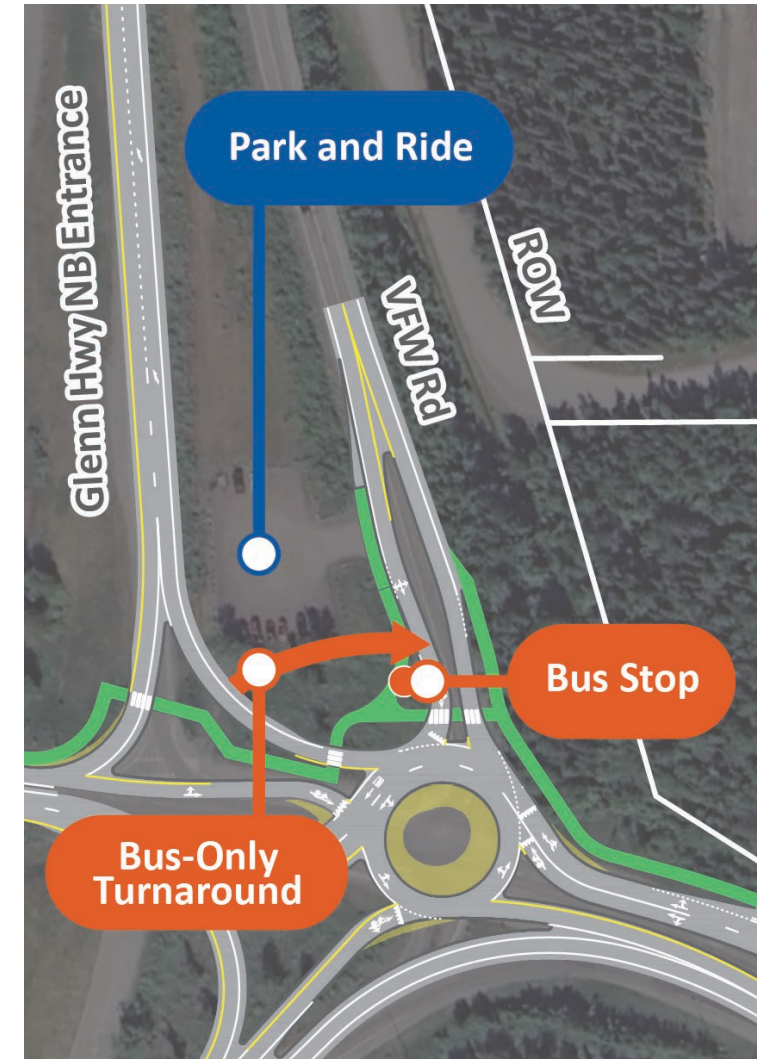 Park and Ride
Glenn Hwy NB Entrance
ROW
VFW Rd
Bus Stop
Bus-Only
Turnaround